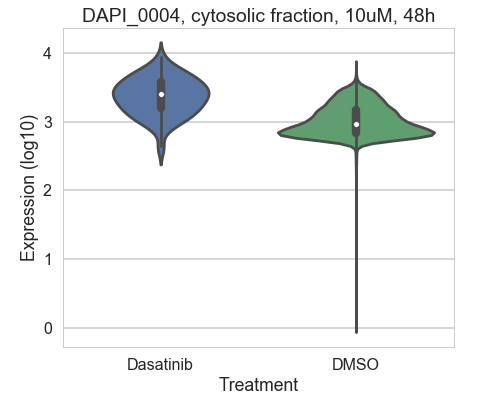 DAPI_0004, cytosolic fraction, 10uM, 48h
Expression (log10)
4
3
2
1
0
Dasatinib
DMSO
Treatment